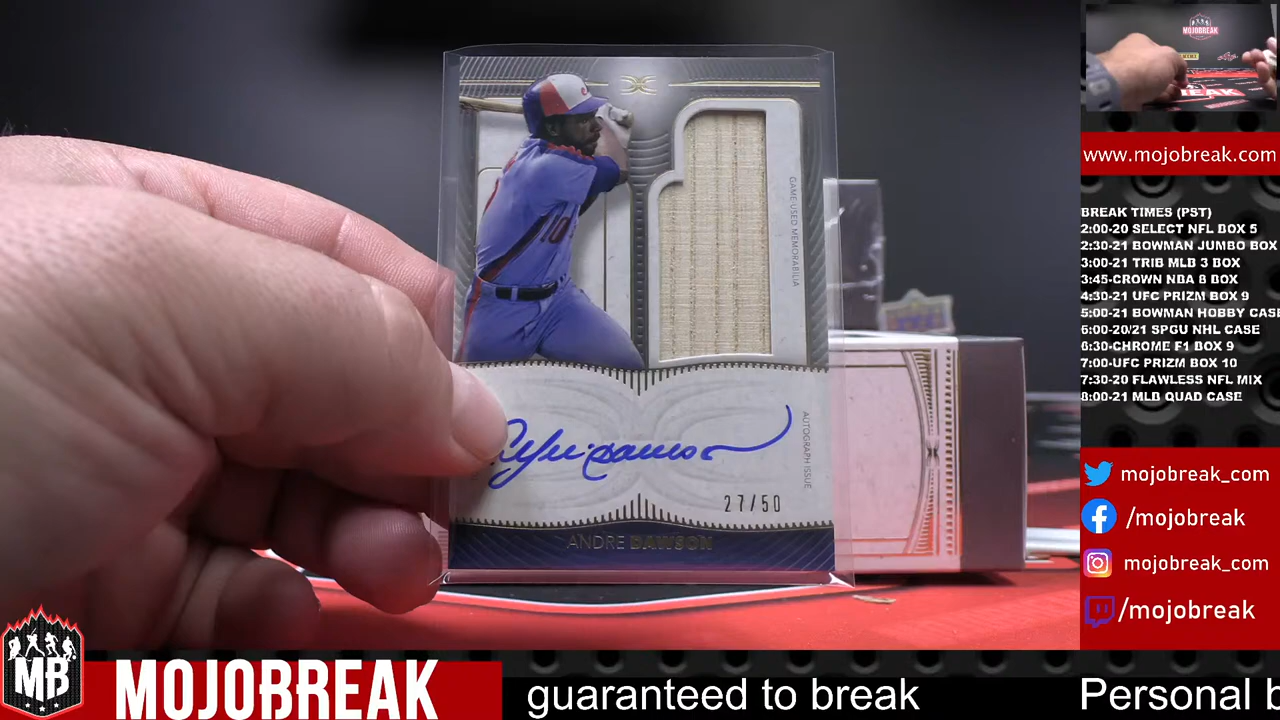 10
GAME-USED MEMORABILIA
AUTOGRAPH ISSUE
27/50
ANDRE DAWSON
MOJOBREAK
www.mojobreak.com
BREAK TIMES (PST)
2:00-20 SELECT NFL BOX 5
2:30-21 BOWMAN JUMBO BOX
3:00-21 TRIB MLB 3 BOX
3:45-CROWN NBA 8 BOX
4:30-21 UFC PRIZM BOX 9
5:00-21 BOWMAN HOBBY CASE
6:00-20/21 SPGU NHL CASE
6:30-CHROME F1 BOX 9
7:00-UFC PRIZM BOX 10
7:30-20 FLAWLESS NFL MIX
8:00-21 MLB QUAD CASE
mojobreak_com
/mojobreak
mojobreak_com
/mojobreak
MB
MOJOBREAK
guaranteed to break
Personal b